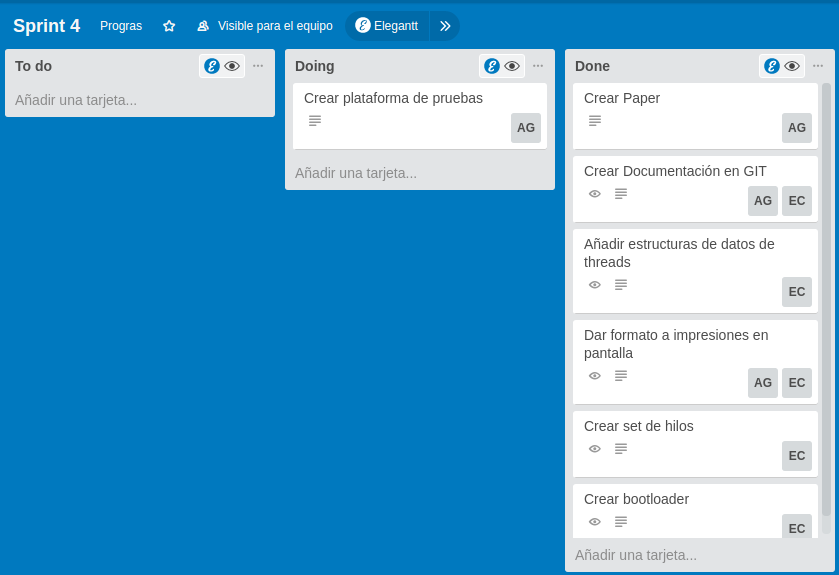 Sprint 4 Progras Visible para el equipo Elegantt
To do
Añadir una tarjeta...
Doing
Crear plataforma de pruebas
AG
Añadir una tarjeta...
Done
Crear Paper
AG
Crear Documentación en GIT
AG EC
Añadir estructuras de datos de
threads
EC
Dar formato a impresiones en
pantalla
AG EC
Crear set de hilos
EC
Crear bootloader
EC
Añadir una tarjeta...